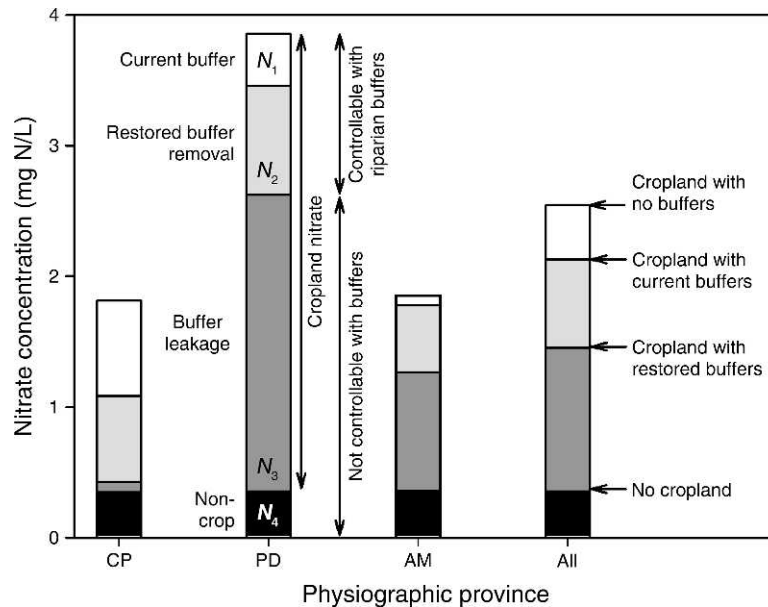 Nitrate concentration (mg N/L)
4
3
2
1
0
Current buffer
Restored buffer
removal
Buffer
leakage
Non-
crop
N1
N2
N3
N4
Cropland nitrate
Controllable with
riparian buffers
Not controllable with buffers
Cropland with
no buffers
Cropland with
current buffers
Cropland with
restored buffers
No cropland
CP
PD
AM
All
Physiographic province